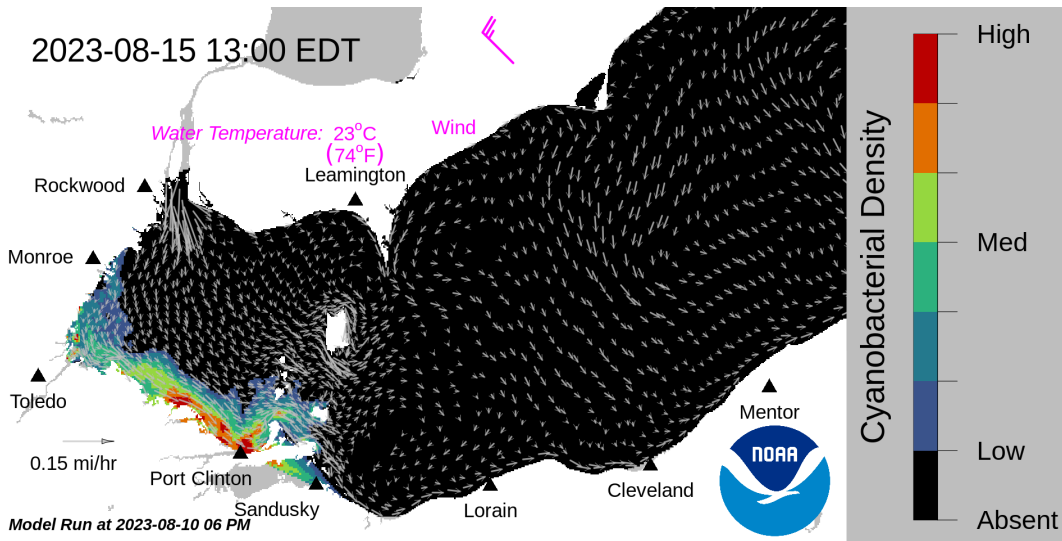 2023-08-15 13:00 EDT
Water Temperature: 23°C
(74°F)
Wind
Leamington
Rockwood
Monroe
Toledo
0.15 mi/hr
Port Clinton
Sandusky
Lorain
Cleveland
Mentor
NOAA
Model Run at 2023-08-10 06 PM
Cyanobacterial Density
High
Med
Low
Absent